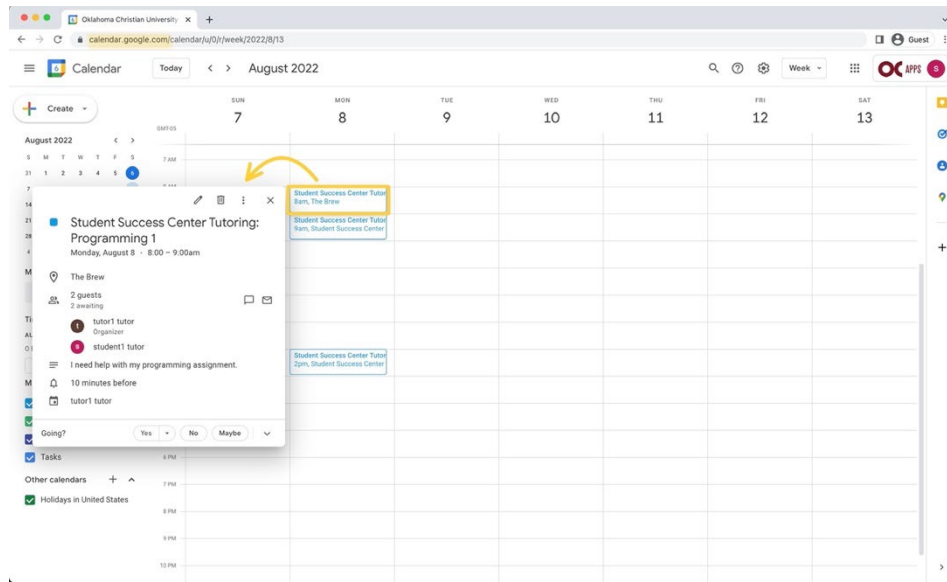 Oklahoma Christian University
calendar.google.com/calendar/u/0/r/week/2022/8/13
Guest
Calendar
Today
August 2022
Week
OC APPS
S
Create
SUN MON TUE WED THU FRI SAT
7 8 9 10 11 12 13
GMT-05
August 2022
S M T W T F S
31 1 2 3 4 5 6
7
14
21
28
4
7 AM
Student Success Center Tutor
8am, The Brew
Student Success Center Tutor
9am, Student Success Center
Student Success Center Tutor
2pm, Student Success Center
Student Success Center Tutoring:
Programming 1
Monday, August 8 · 8:00 – 9:00am
The Brew
2 guests
2 awaiting
t
tutor1 tutor
Organizer
s
student1 tutor
I need help with my programming assignment.
10 minutes before
tutor1 tutor
Going?
Yes
No
Maybe
Tasks
Other calendars
Holidays in United States
6 PM
7 PM
8 PM
9 PM
10 PM